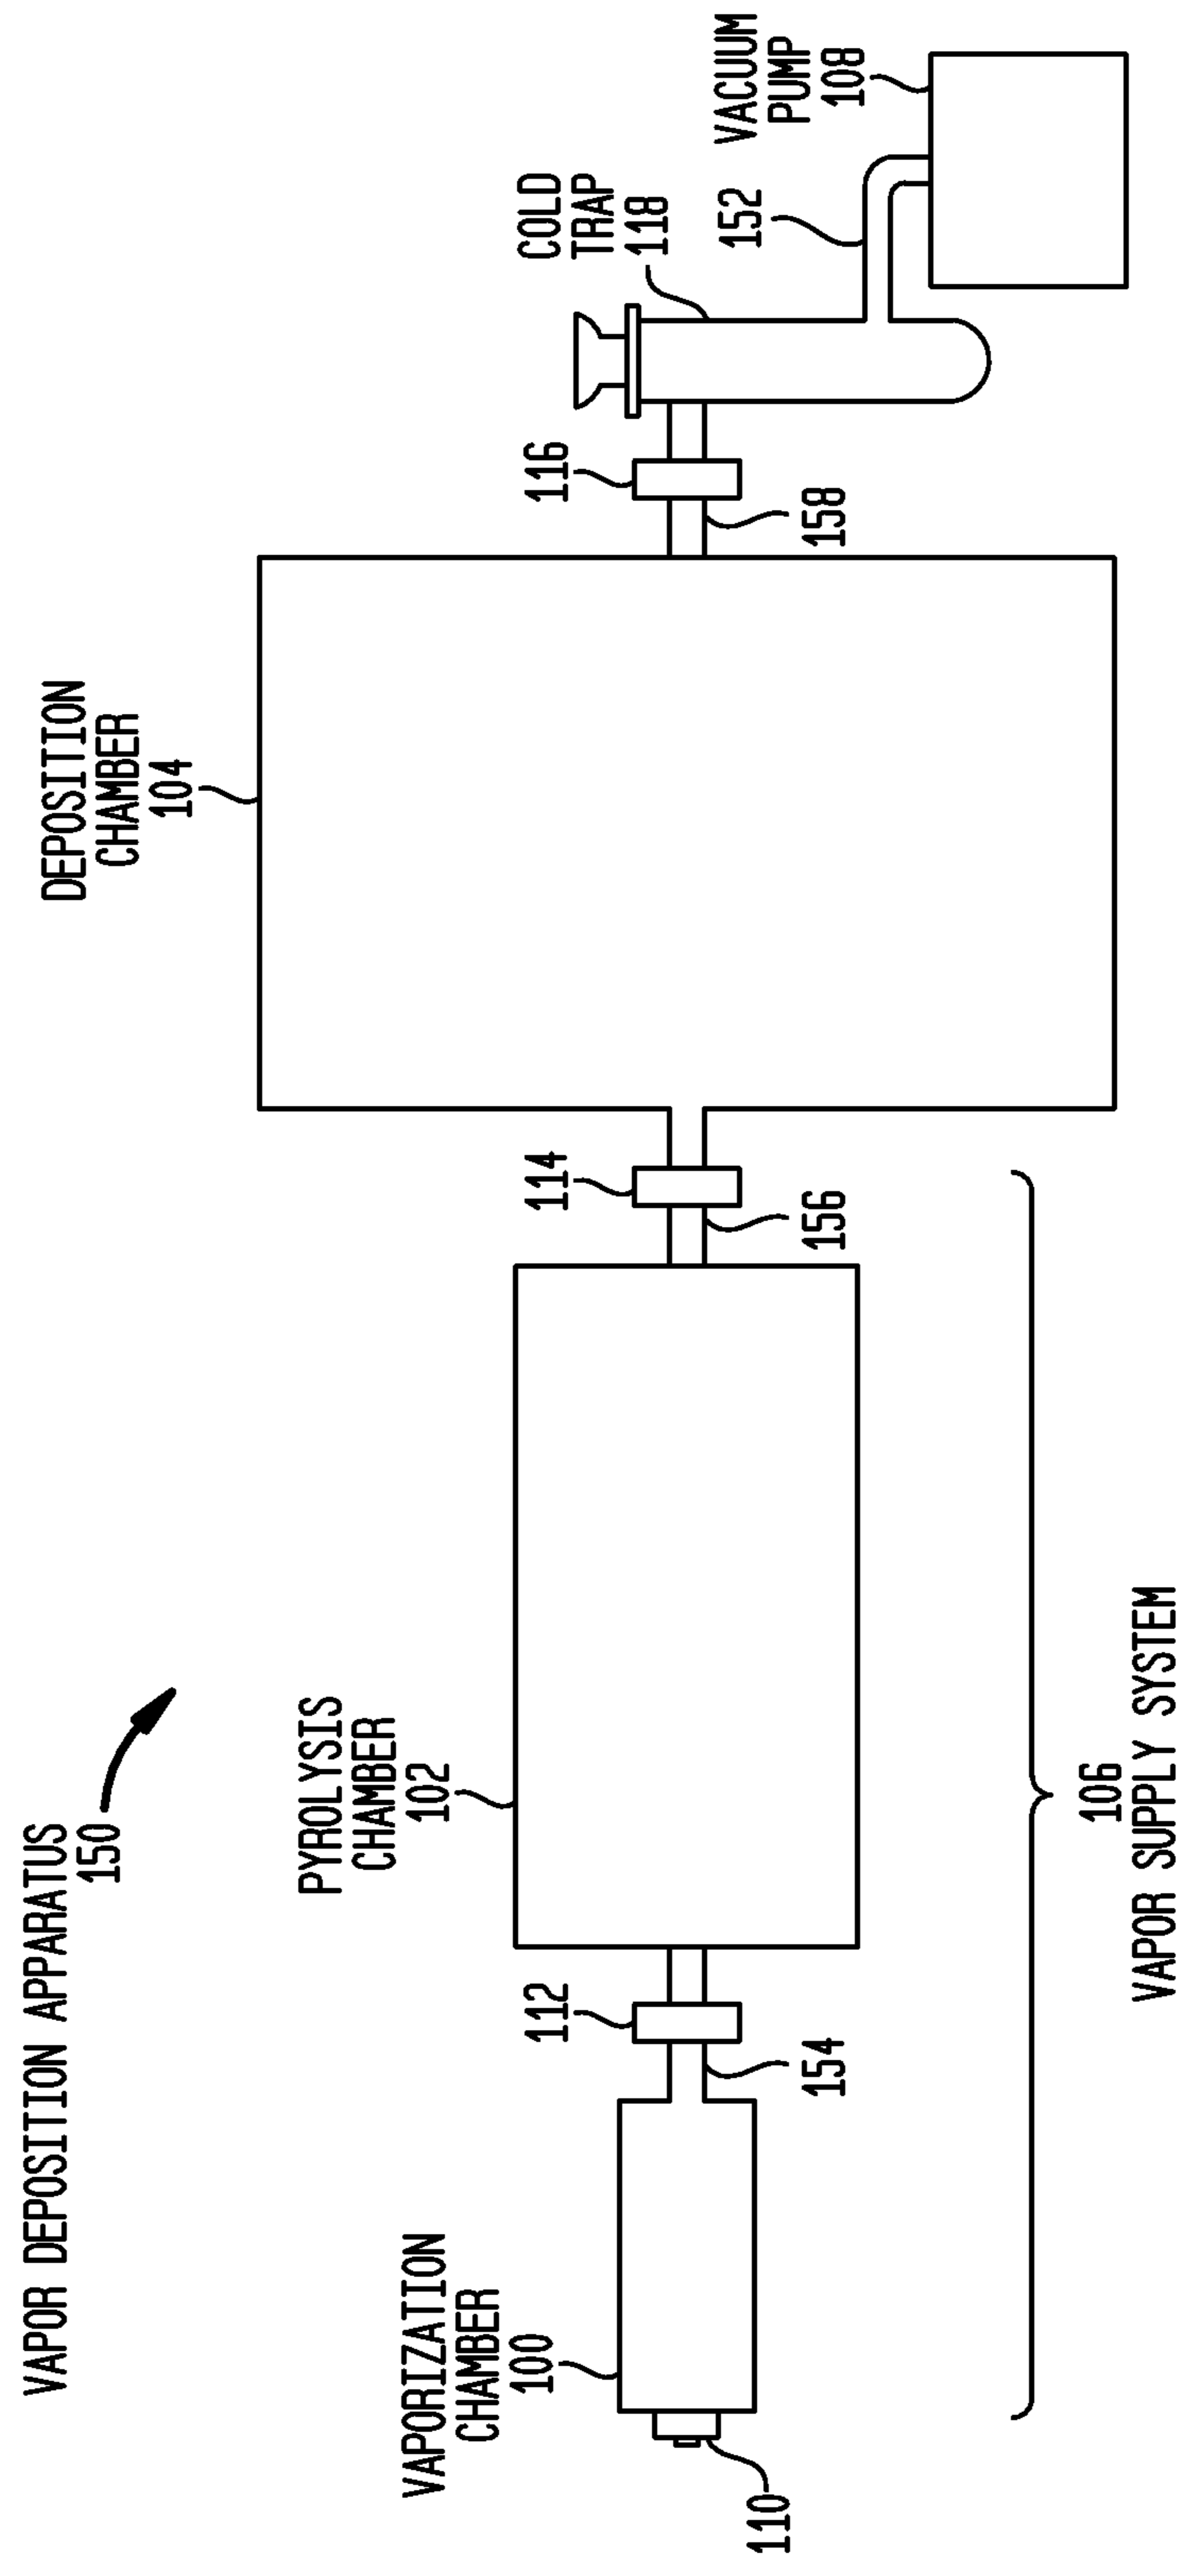 VAPOR DEPOSITION APPARATUS
150
VAPORIZATION
CHAMBER
100
110
154
112
PYROLYSIS
CHAMBER
102
156
114
DEPOSITION
CHAMBER
104
158
116
COLD
TRAP
118
152
VACUUM
PUMP
108
106
VAPOR SUPPLY SYSTEM